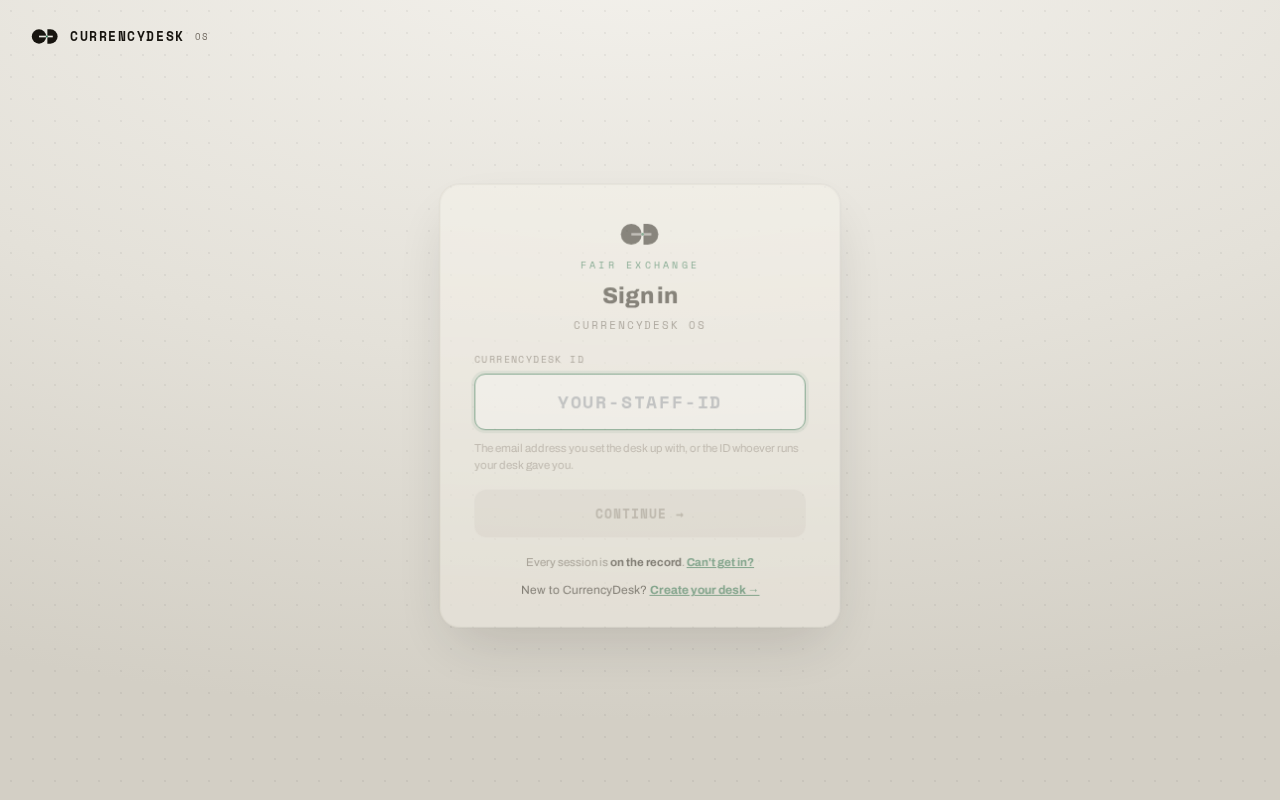 CURRENCYDESK OS
FAIR EXCHANGE
Sign in
CURRENCYDESK OS
CURRENCYDESK ID
YOUR-STAFF-ID
The email address you set the desk up with, or the ID whoever runs
your desk gave you.
CONTINUE →
Every session is on the record. Can't get in?
New to CurrencyDesk? Create your desk →